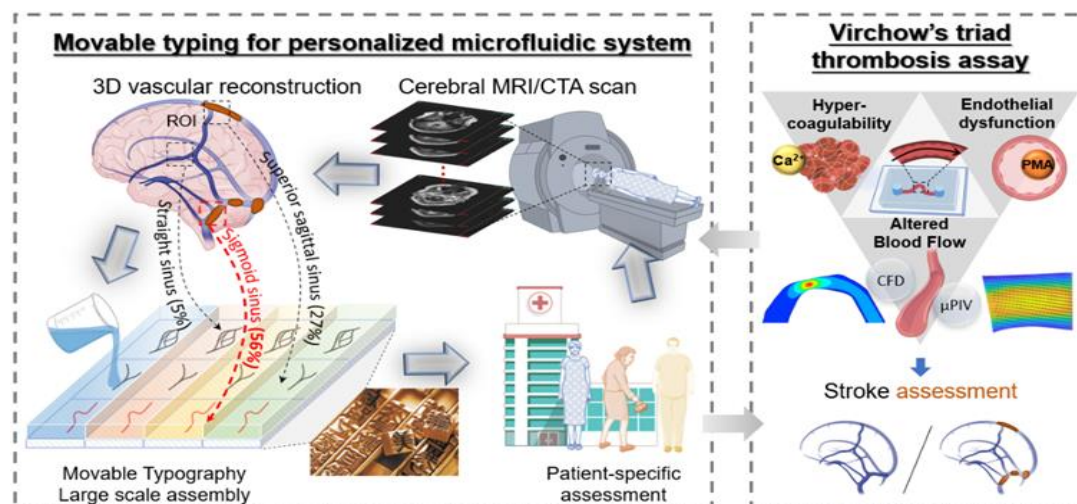 Movable typing for personalized microfluidic system
3D vascular reconstruction
Cerebral MRI/CTA scan
ROI
Straight sinus (5%)
Sigmoid sinus (56%)
Superior sagittal sinus (27%)
Movable Typography
Large scale assembly
Patient-specific
assessment
Virchow's triad
thrombosis assay
Hyper-
coagulability
Endothelial
dysfunction
Ca²⁺
PMA
Altered
Blood Flow
CFD
μPIV
Stroke assessment